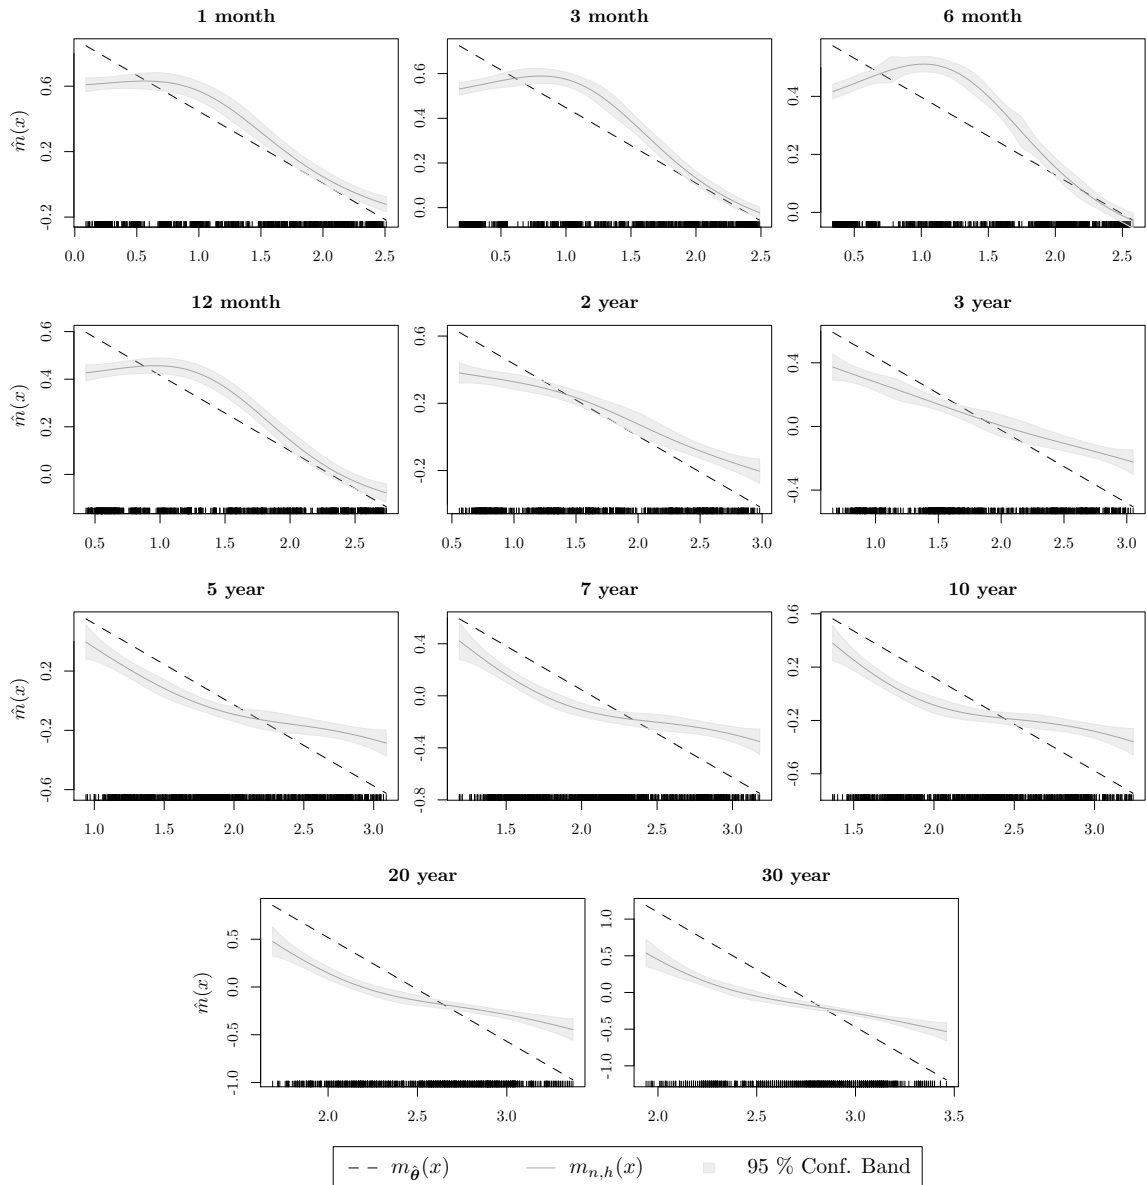 1 month 3 month 6 month
m̂(x)
-0.2 0.2 0.6
0.0 0.2 0.4 0.6
0.0 0.2 0.4
0.0 0.5 1.0 1.5 2.0 2.5
0.5 1.0 1.5 2.0 2.5
0.5 1.0 1.5 2.0 2.5
12 month 2 year 3 year
m̂(x)
0.0 0.2 0.4 0.6
-0.2 0.2 0.6
-0.4 0.0 0.4
0.5 1.0 1.5 2.0 2.5
0.5 1.0 1.5 2.0 2.5 3.0
1.0 1.5 2.0 2.5 3.0
5 year 7 year 10 year
m̂(x)
-0.6 -0.2 0.2
-0.8 -0.4 0.0 0.4
-0.6 -0.2 0.2 0.6
1.0 1.5 2.0 2.5 3.0
1.5 2.0 2.5 3.0
1.5 2.0 2.5 3.0
20 year 30 year
m̂(x)
-1.0 -0.5 0.0 0.5
-1.0 -0.5 0.0 0.5 1.0
2.0 2.5 3.0
2.0 2.5 3.0 3.5
m_θ̂(x) m_{n,h}(x) 95 % Conf. Band